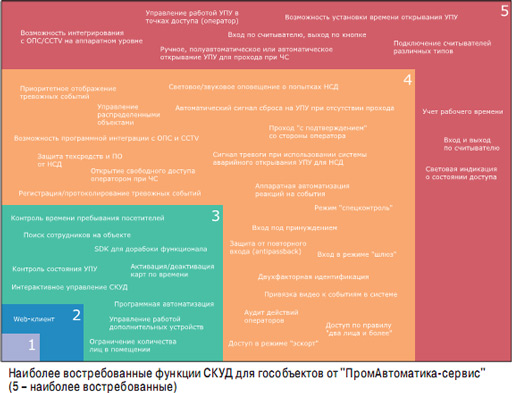 5
Управление работой УПУ в
точках доступа (оператор)
Возможность установки времени открывания УПУ
Возможность интегрирования
с ОПС/CCTV на аппаратном уровне
Вход по считывателю, выход по кнопке
Ручное, полуавтоматическое или автоматическое
открывание УПУ для прохода при ЧС
Подключение считывателей
различных типов
Учет рабочего времени
Вход и выход
по считывателю
Световая индикация
о состоянии доступа
4
Приоритетное отображение
тревожных событий
Световое/звуковое оповещения о попытках НСД
Управление
распределенными
объектами
Автоматический сигнал сброса на УПУ при отсутствии прохода
Проход "с подтверждением"
со стороны оператора
Возможность программной интеграции с ОПС и CCTV
Защита техсредств и ПО
от НСД
Сигнал тревоги при использовании системы
аварийного открывания УПУ для НСД
Открытие свободного доступа
оператором при ЧС
Аппаратная автоматизация
реакций на события
Регистрация/протоколирование тревожных событий
Режим "спецконтроль"
Вход под принуждением
Защита от повторного
входа (antipassback)
Вход в режиме "шлюз"
Двухфакторная идентификация
Привязка видео к событиям в системе
Аудит действий
операторов
Доступ по правилу
"два лица и более"
Доступ в режиме "эскорт"
3
Контроль времени пребывания посетителей
Поиск сотрудников на объекте
SDK для доработки функционала
Контроль состояния УПУ
Активация/деактивация
карт по времени
Интерактивное управление СКУД
Программная автоматизация
Управление работой
дополнительных устройств
Ограничение количества
лиц в помещении
2
Web-клиент
1
Наиболее востребованные функции СКУД для гособъектов от "ПромАвтоматика-сервис"
(5 – наиболее востребованные)